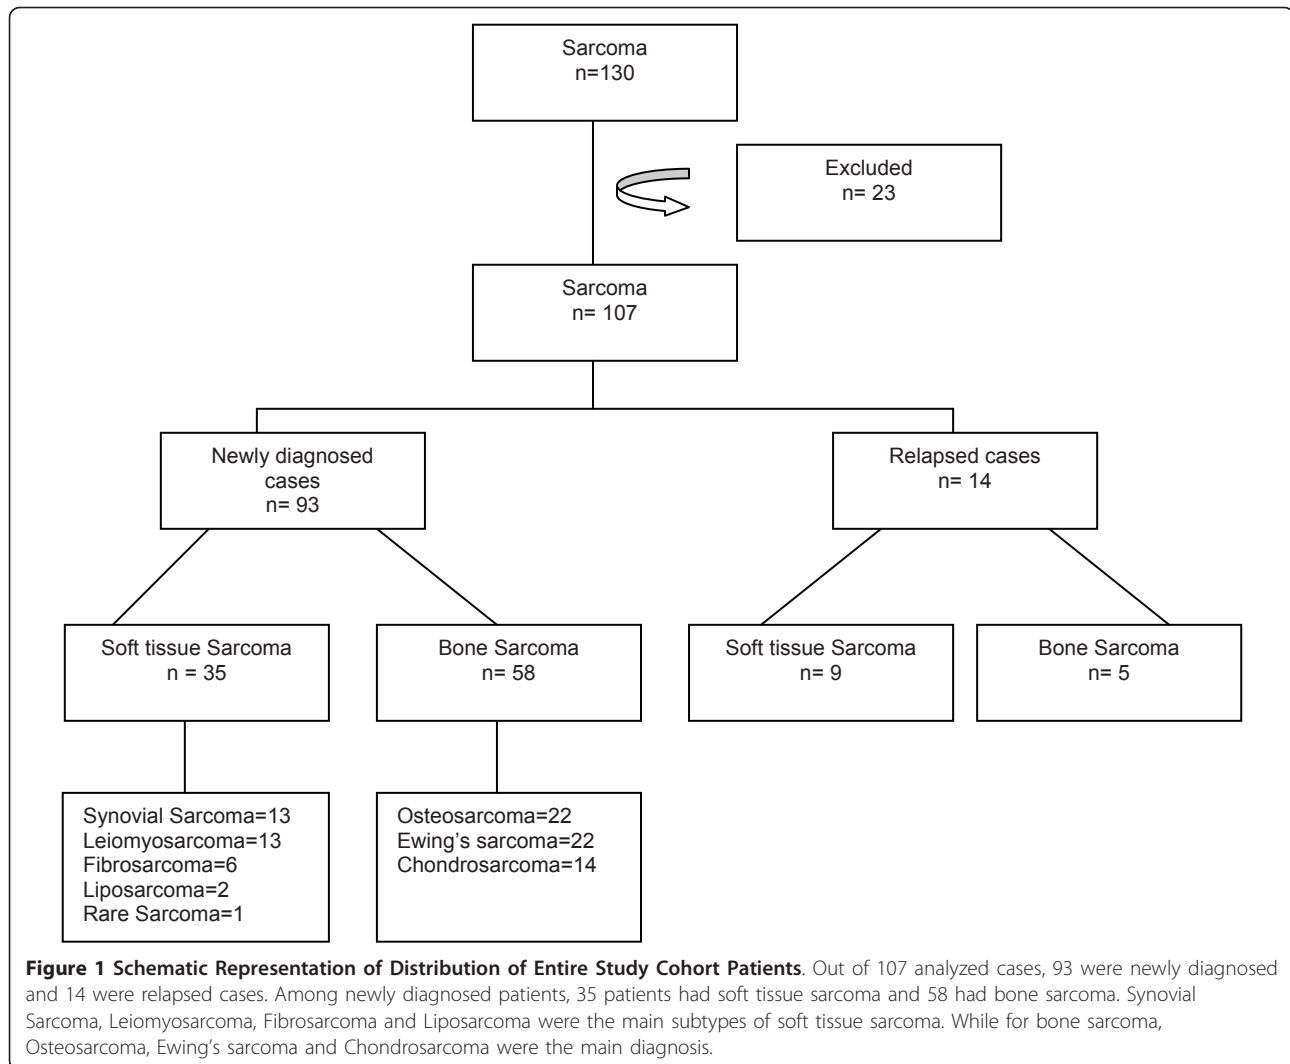 Sarcoma
n=130
Excluded
n= 23
Sarcoma
n= 107
Newly diagnosed
cases
n= 93
Relapsed cases
n= 14
Soft tissue Sarcoma
n = 35
Bone Sarcoma
n= 58
Soft tissue Sarcoma
n= 9
Bone Sarcoma
n= 5
Synovial Sarcoma=13
Leiomyosarcoma=13
Fibrosarcoma=6
Liposarcoma=2
Rare Sarcoma=1
Osteosarcoma=22
Ewing's sarcoma=22
Chondrosarcoma=14
Figure 1 Schematic Representation of Distribution of Entire Study Cohort Patients. Out of 107 analyzed cases, 93 were newly diagnosed
and 14 were relapsed cases. Among newly diagnosed patients, 35 patients had soft tissue sarcoma and 58 had bone sarcoma. Synovial
Sarcoma, Leiomyosarcoma, Fibrosarcoma and Liposarcoma were the main subtypes of soft tissue sarcoma. While for bone sarcoma,
Osteosarcoma, Ewing's sarcoma and Chondrosarcoma were the main diagnosis.